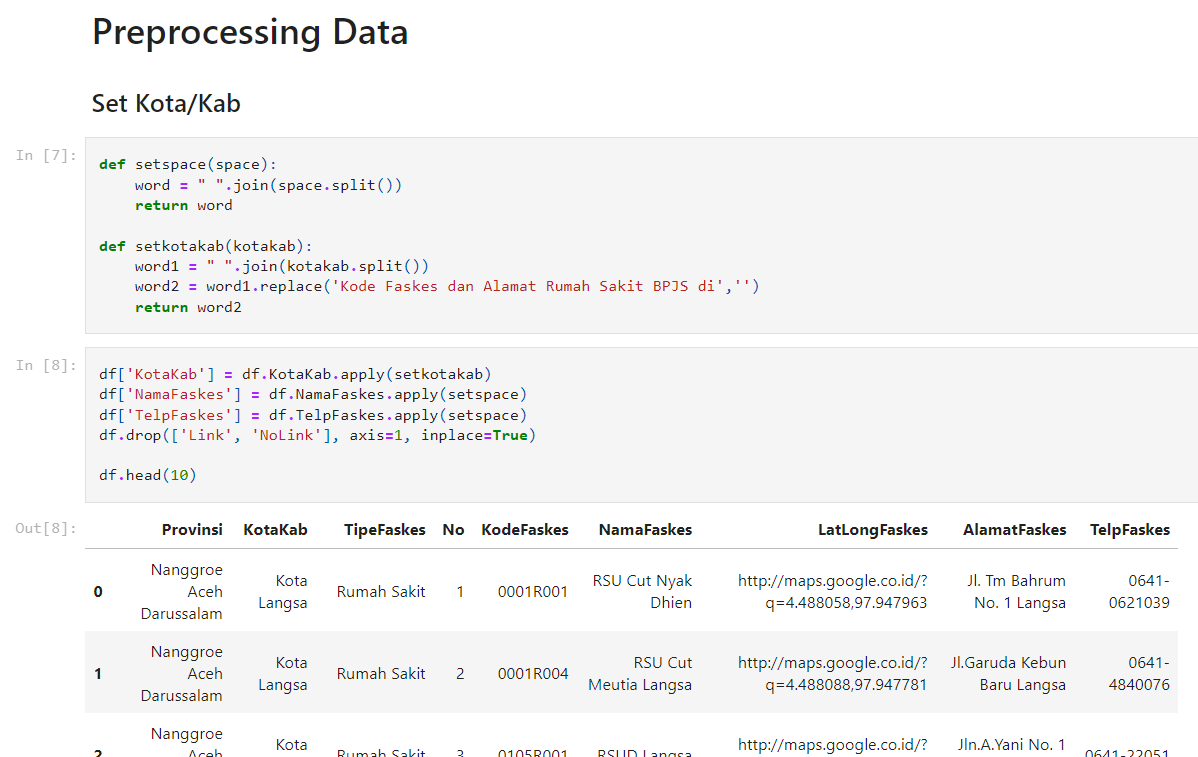 Preprocessing Data
Set Kota/Kab
In [7]:
def setspace(space):
    word = " ".join(space.split())
    return word
def setkotakab(kotakab):
    word1 = " ".join(kotakab.split())
    word2 = word1.replace('Kode Faskes dan Alamat Rumah Sakit BPJS di','')
    return word2
In [8]:
df['KotaKab'] = df.KotaKab.apply(setkotakab)
df['NamaFaskes'] = df.NamaFaskes.apply(setspace)
df['TelpFaskes'] = df.TelpFaskes.apply(setspace)
df.drop(['Link', 'NoLink'], axis=1, inplace=True)
df.head(10)
Out[8]:
Provinsi KotaKab TipeFaskes No KodeFaskes NamaFaskes LatLongFaskes AlamatFaskes TelpFaskes
0
Nanggroe
Aceh
Darussalam
Kota
Langsa
Rumah Sakit
1
0001R001
RSU Cut Nyak
Dhien
http://maps.google.co.id/?
q=4.488058,97.947963
Jl. Tm Bahrum
No. 1 Langsa
0641-
0621039
1
Nanggroe
Aceh
Darussalam
Kota
Langsa
Rumah Sakit
2
0001R004
RSU Cut
Meutia Langsa
http://maps.google.co.id/?
q=4.488088,97.947781
Jl.Garuda Kebun
Baru Langsa
0641-
4840076
2
Nanggroe
Aceh
Kota
Rumah Sakit
3
0105R001
RSUD Langsa
http://maps.google.co.id/?
Jln.A.Yani No. 1
0641-22051